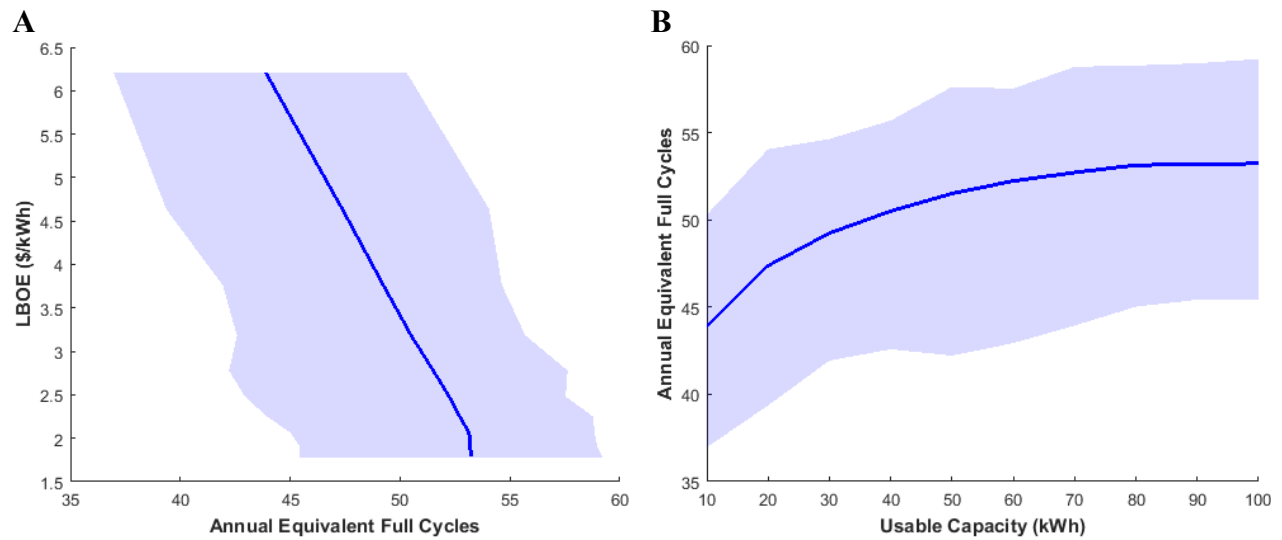 A
6.5
6
5.5
5
4.5
4
3.5
3
2.5
2
1.5
LBOE ($/kWh)
35 40 45 50 55 60
Annual Equivalent Full Cycles
B
60
55
50
45
40
35
Annual Equivalent Full Cycles
10 20 30 40 50 60 70 80 90 100
Usable Capacity (kWh)